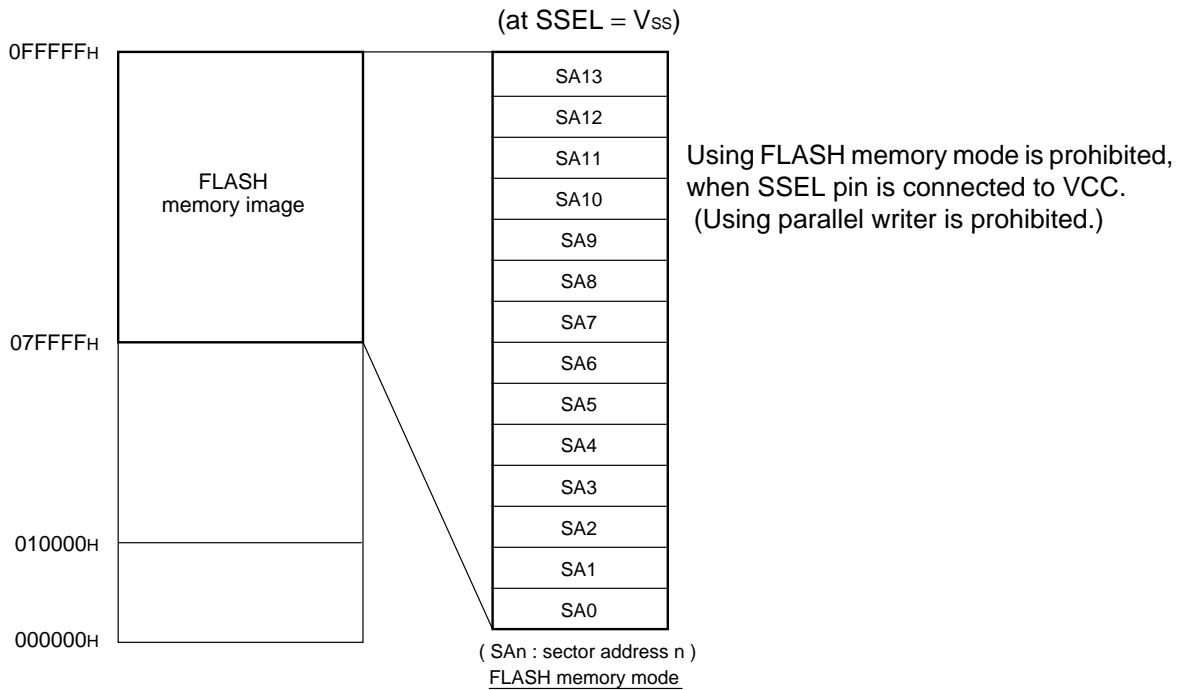 (at SSEL = Vss)
0FFFFFH
FLASH
memory image
07FFFFH
010000H
000000H
SA13
SA12
SA11
SA10
SA9
SA8
SA7
SA6
SA5
SA4
SA3
SA2
SA1
SA0
( SAn : sector address n )
FLASH memory mode
Using FLASH memory mode is prohibited,
when SSEL pin is connected to VCC.
(Using parallel writer is prohibited.)